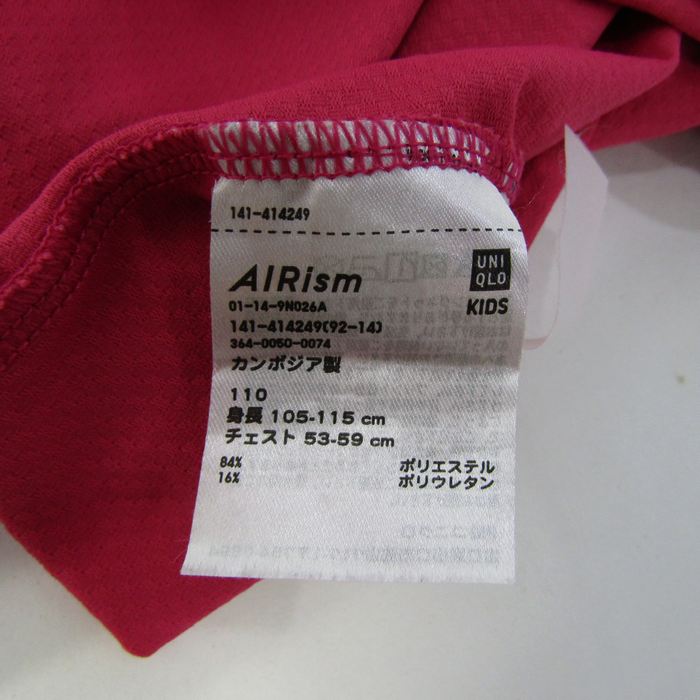 141-414249
AIRism
UNI
QLO
KIDS
01-14-9N026A
141-414249(92-14)
364-0050-0074
カンボジア製
110
身長 105-115 cm
チェスト 53-59 cm
84% ポリエステル
16% ポリウレタン